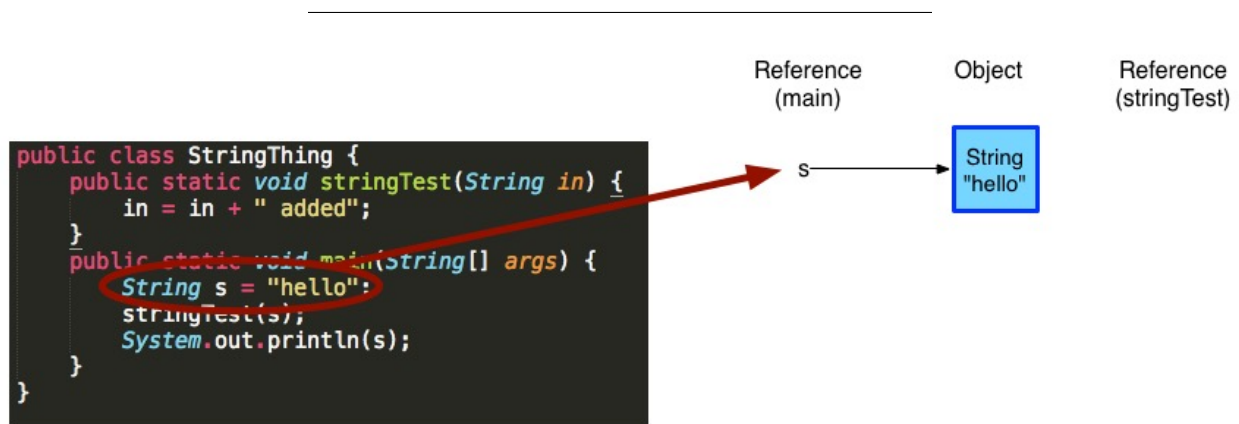 Reference
(main)
Object
Reference
(stringTest)
public class StringThing {
    public static void stringTest(String in) {
        in = in + " added";
    }
    public static void main(String[] args) {
        String s = "hello";
        stringTest(s);
        System.out.println(s);
    }
}
s
String
"hello"